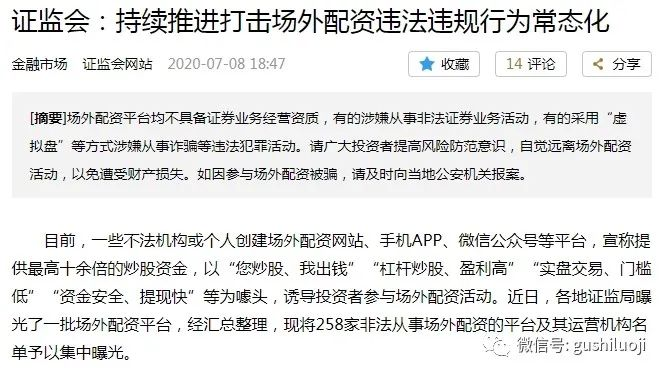 证监会：持续推进打击场外配资违法违规行为常态化
金融市场 证监会网站 2020-07-08 18:47 收藏 14 评论 分享
[摘要]场外配资平台均不具备证券业务经营资质，有的涉嫌从事非法证券业务活动，有的采用“虚
拟盘”等方式涉嫌从事诈骗等违法犯罪活动。请广大投资者提高风险防范意识，自觉远离场外配资
活动，以免遭受财产损失。如因参与场外配资被骗，请及时向当地公安机关报案。
目前，一些不法机构或个人创建场外配资网站、手机APP、微信公众号等平台，宣称提
供最高十余倍的炒股资金，以“您炒股、我出钱”“杠杆炒股、盈利高”“实盘交易、门槛
低”“资金安全、提现快”等为噱头，诱导投资者参与场外配资活动。近日，各地证监局曝
光了一批场外配资平台，经汇总整理，现将258家非法从事场外配资的平台及其运营机构名
单予以集中曝光。
微信号: gushiluoji